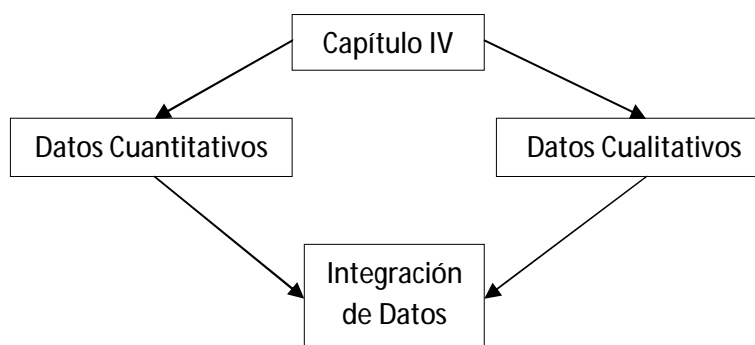 Capítulo IV
Datos Cuantitativos
Datos Cualitativos
Integración
de Datos